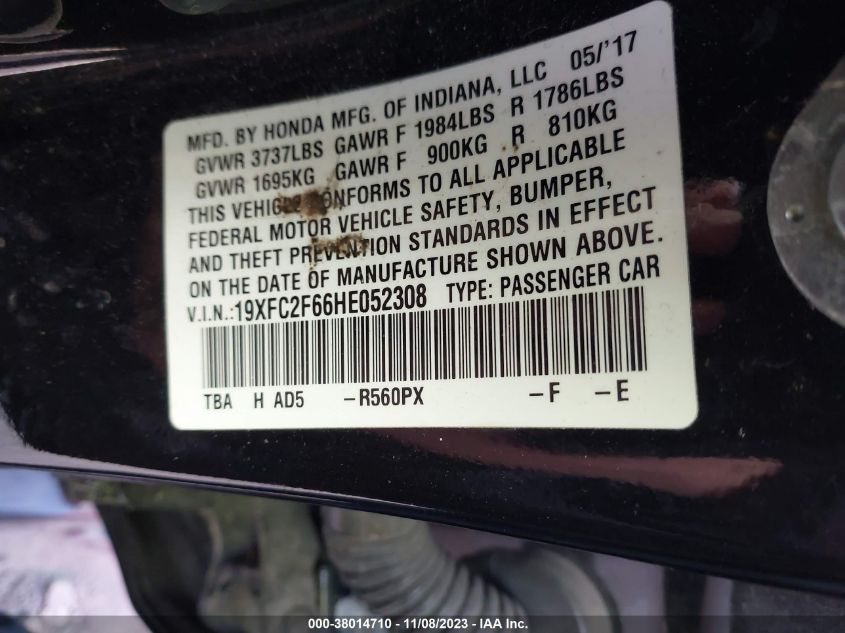 MFD. BY HONDA MFG. OF INDIANA, LLC 05/'17
GVWR 3737LBS GAWR F 1984LBS R 1786LBS
GVWR 1695KG GAWR F 900KG R 810KG
THIS VEHICLE CONFORMS TO ALL APPLICABLE
FEDERAL MOTOR VEHICLE SAFETY, BUMPER,
AND THEFT PREVENTION STANDARDS IN EFFECT
ON THE DATE OF MANUFACTURE SHOWN ABOVE.
V.I.N.:19XFC2F66HE052308 TYPE: PASSENGER CAR
TBA H AD5 -R560PX -F -E
000-38014710 - 11/08/2023 - IAA Inc.